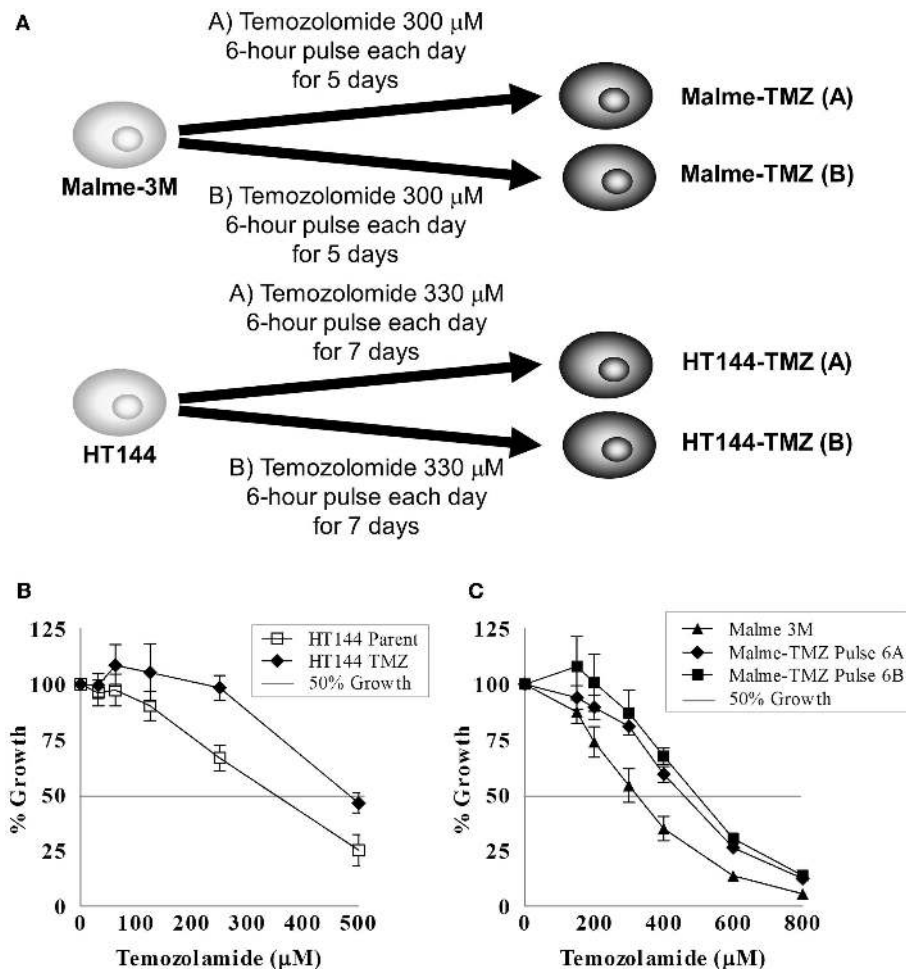 A
A) Temozolomide 300 µM
6-hour pulse each day
for 5 days
Malme-TMZ (A)
Malme-3M
Malme-TMZ (B)
B) Temozolomide 300 µM
6-hour pulse each day
for 5 days
A) Temozolomide 330 µM
6-hour pulse each day
for 7 days
HT144-TMZ (A)
HT144
HT144-TMZ (B)
B) Temozolomide 330 µM
6-hour pulse each day
for 7 days
B
HT144 Parent
HT144 TMZ
50% Growth
% Growth
125
100
75
50
25
0
0 100 200 300 400 500
Temozolamide (µM)
C
Malme 3M
Malme-TMZ Pulse 6A
Malme-TMZ Pulse 6B
50% Growth
% Growth
125
100
75
50
25
0
0 200 400 600 800
Temozolamide (µM)